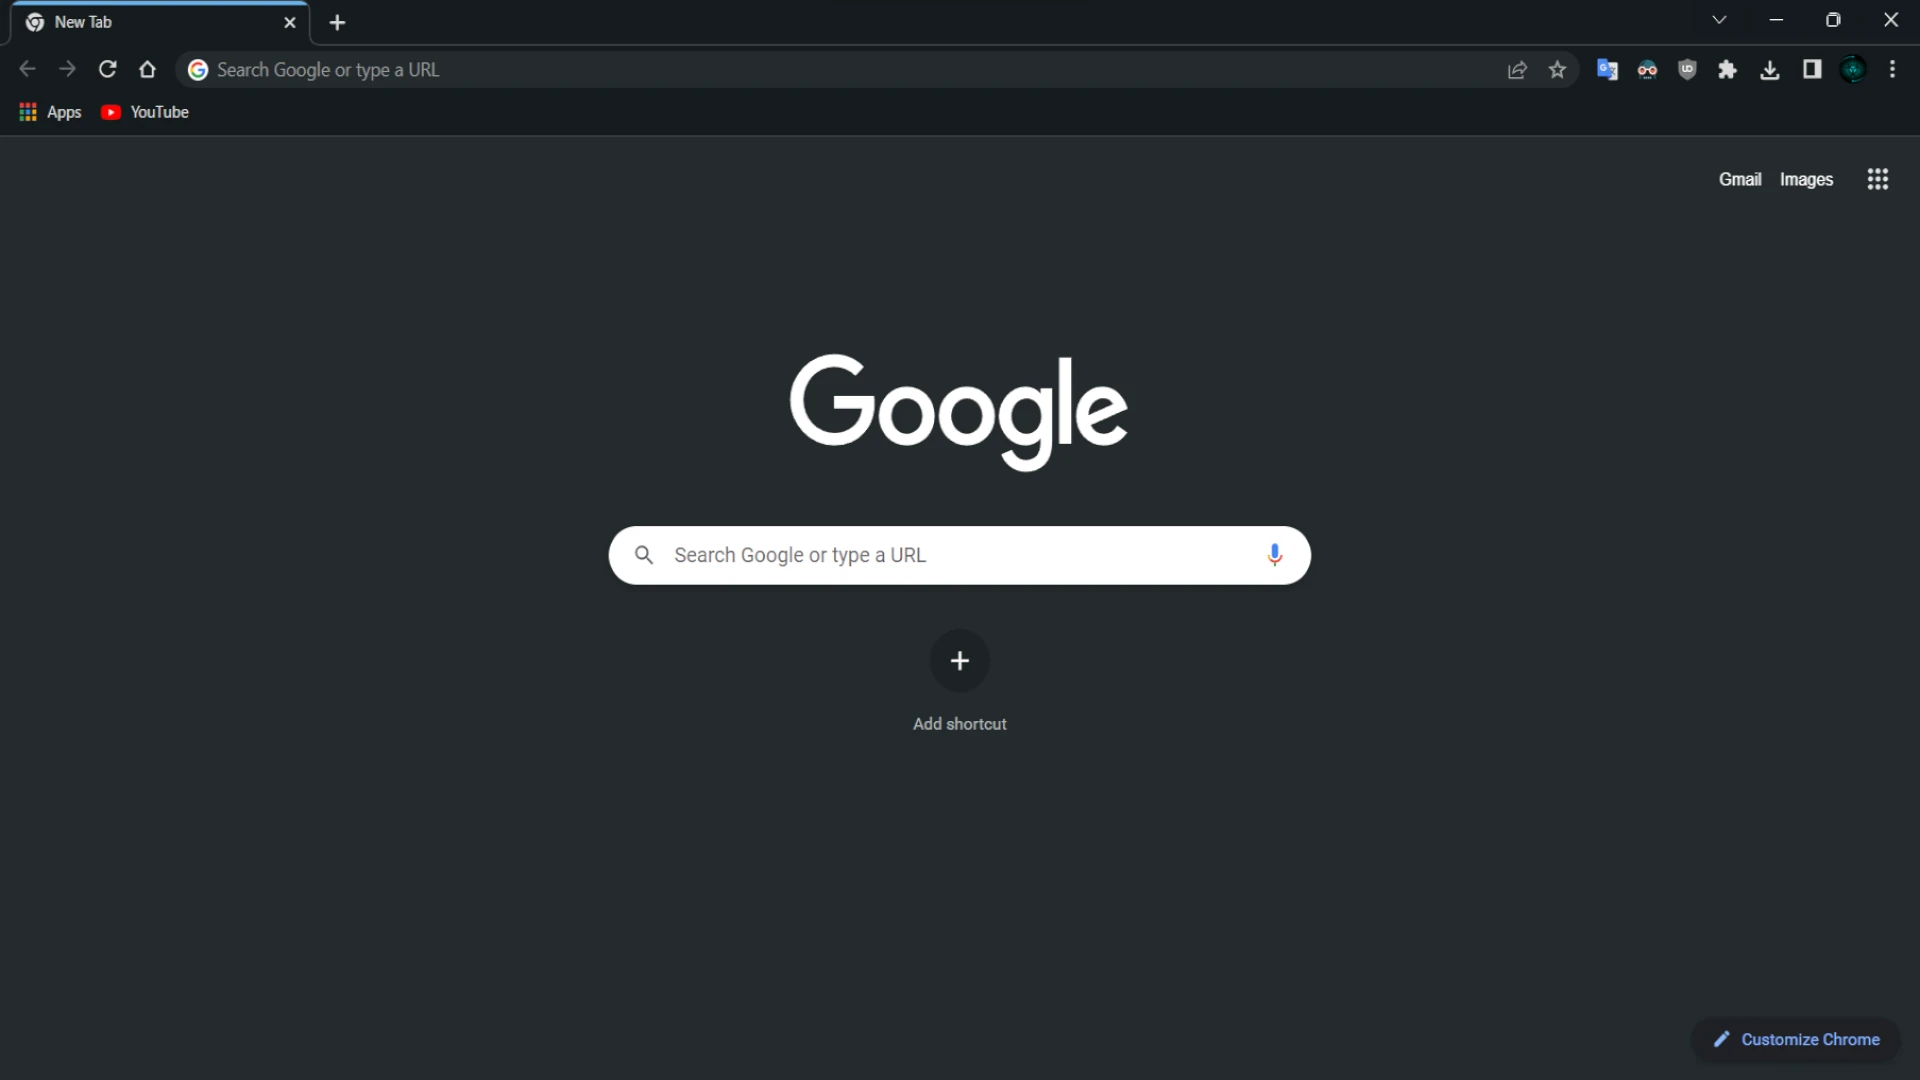 New Tab
Search Google or type a URL
Apps YouTube
Gmail Images
Google
Search Google or type a URL
Add shortcut
Customize Chrome